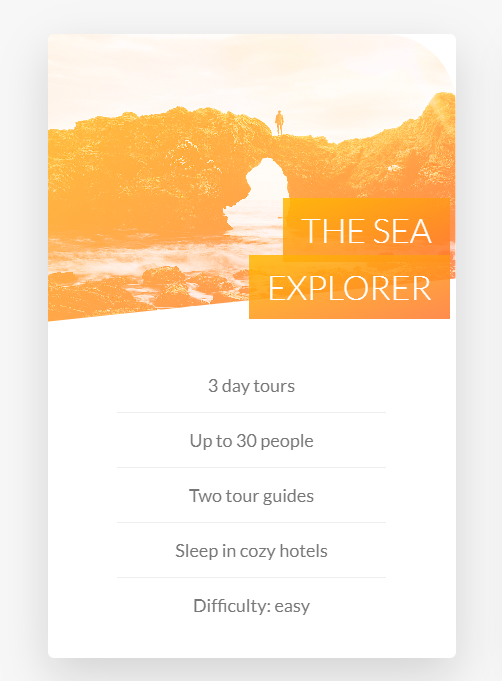 THE SEA
EXPLORER
3 day tours
Up to 30 people
Two tour guides
Sleep in cozy hotels
Difficulty: easy